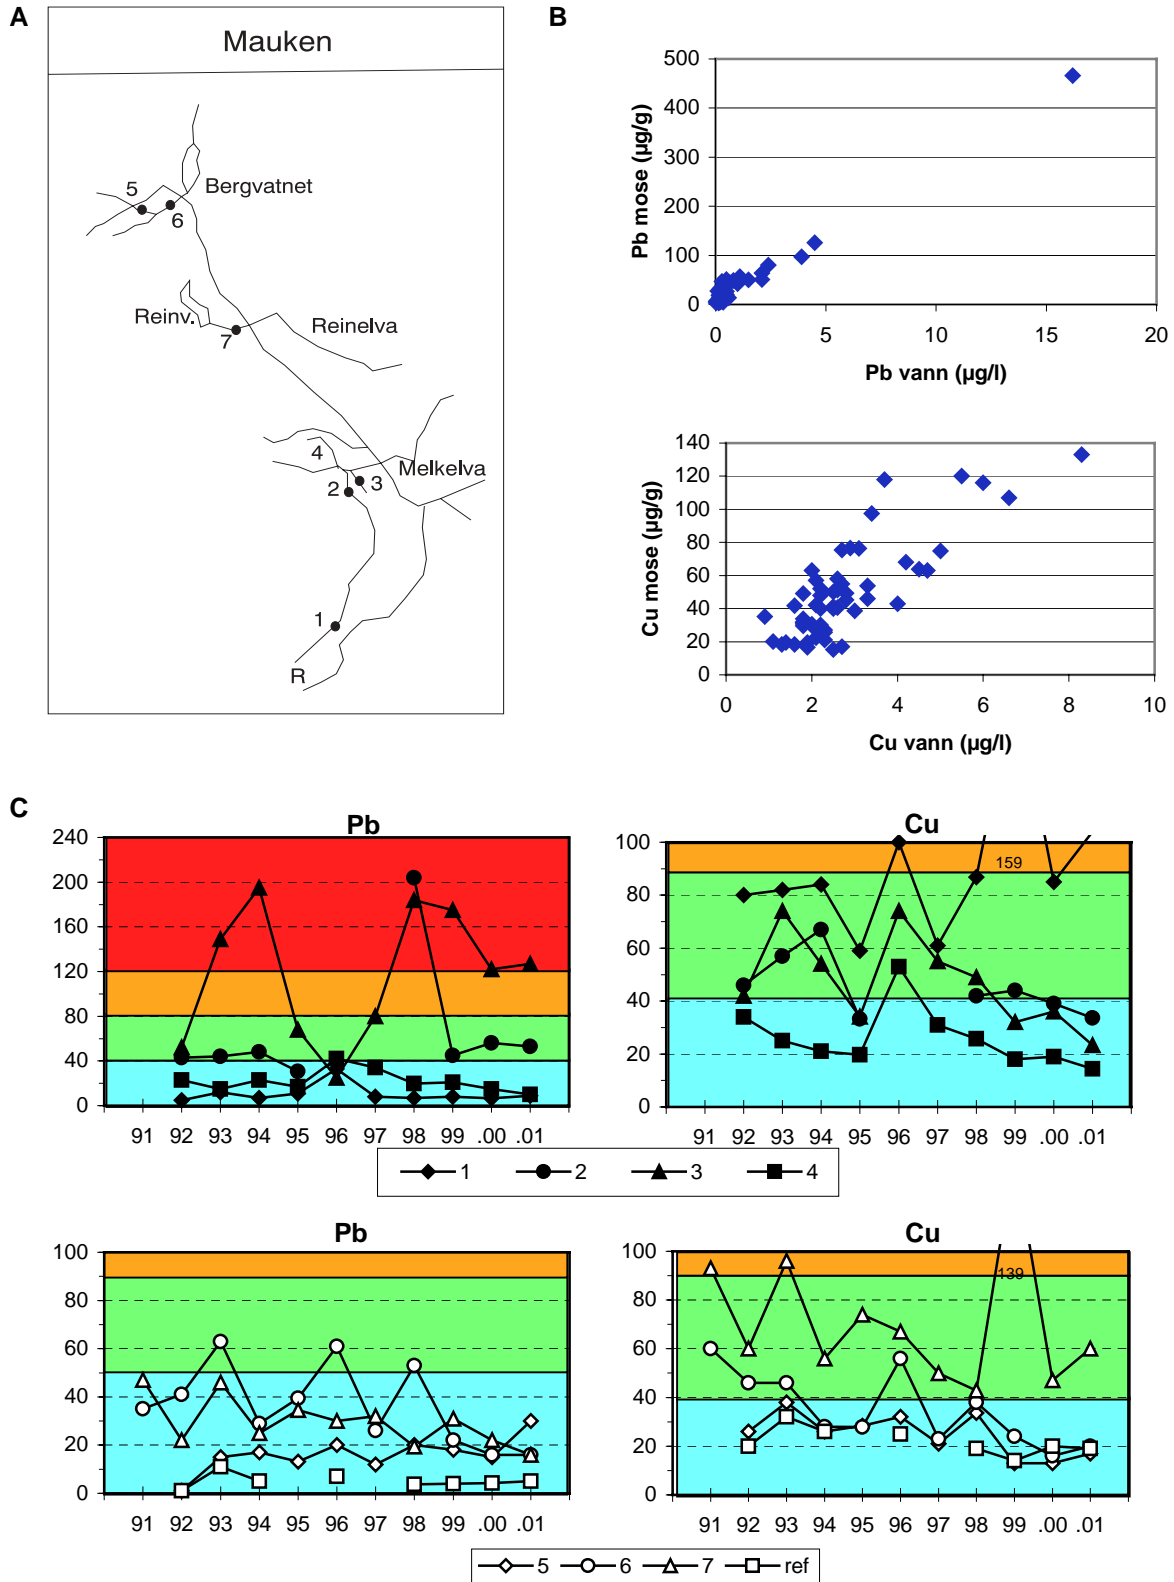 A
Mauken
5
6
Bergvatnet
Reinv.
7
Reinelva
4
2
3
Melkelva
1
R
B
500
400
300
200
100
0
Pb mose (µg/g)
0 5 10 15 20
Pb vann (µg/l)
140
120
100
80
60
40
20
0
Cu mose (µg/g)
0 2 4 6 8 10
Cu vann (µg/l)
C
Pb
240
200
160
120
80
40
0
91 92 93 94 95 96 97 98 99 .00 .01
Cu
100
80
60
40
20
0
159
91 92 93 94 95 96 97 98 99 .00 .01
1 2 3 4
Pb
100
80
60
40
20
0
91 92 93 94 95 96 97 98 99 .00 .01
Cu
100
80
60
40
20
0
139
91 92 93 94 95 96 97 98 99 .00 .01
5 6 7 ref